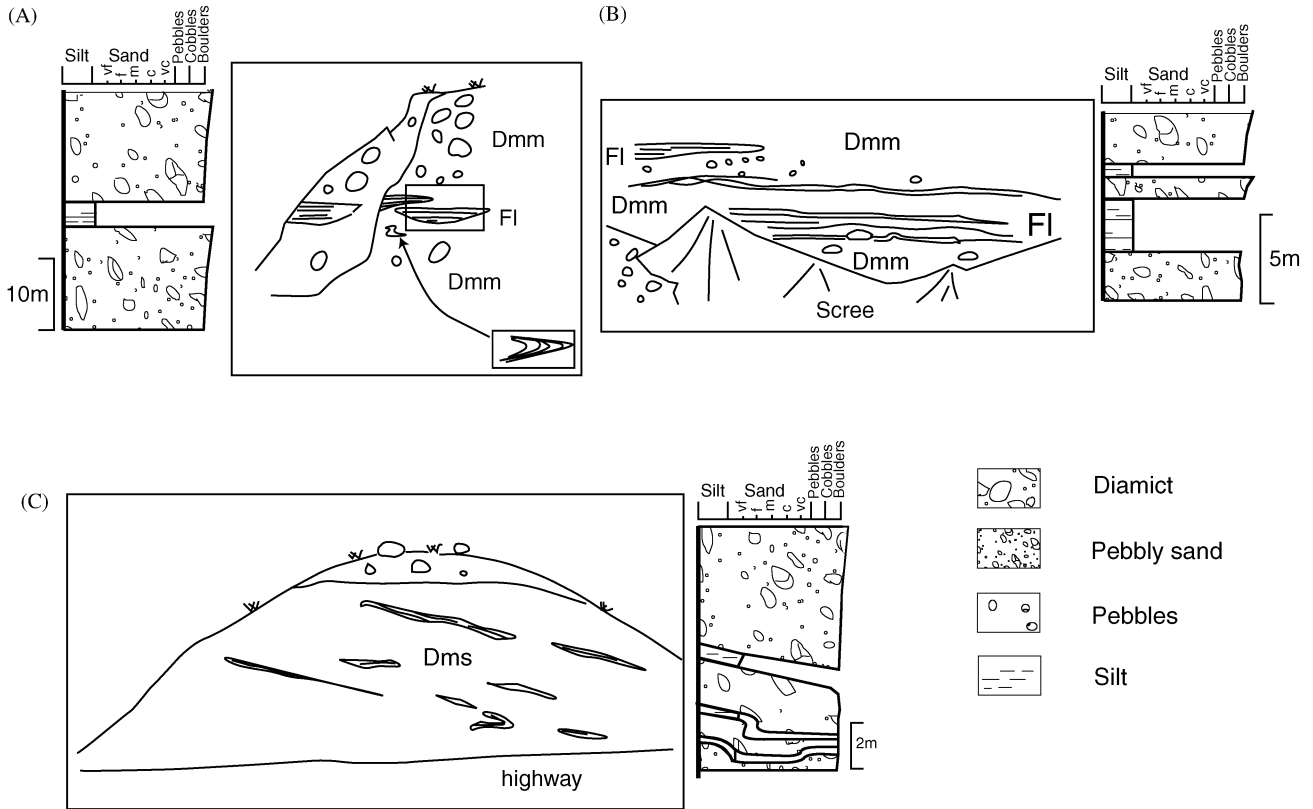 (A)
Silt
Sand
vf
f
m
c
vc
Pebbles
Cobbles
Boulders
10m
Dmm
Fl
Dmm
(B)
Fl
Dmm
Dmm
Fl
Dmm
Scree
Silt
Sand
vf
f
m
c
vc
Pebbles
Cobbles
Boulders
5m
(C)
Dms
highway
Silt
Sand
vf
f
m
c
vc
Pebbles
Cobbles
Boulders
2m
Diamict
Pebbly sand
Pebbles
Silt